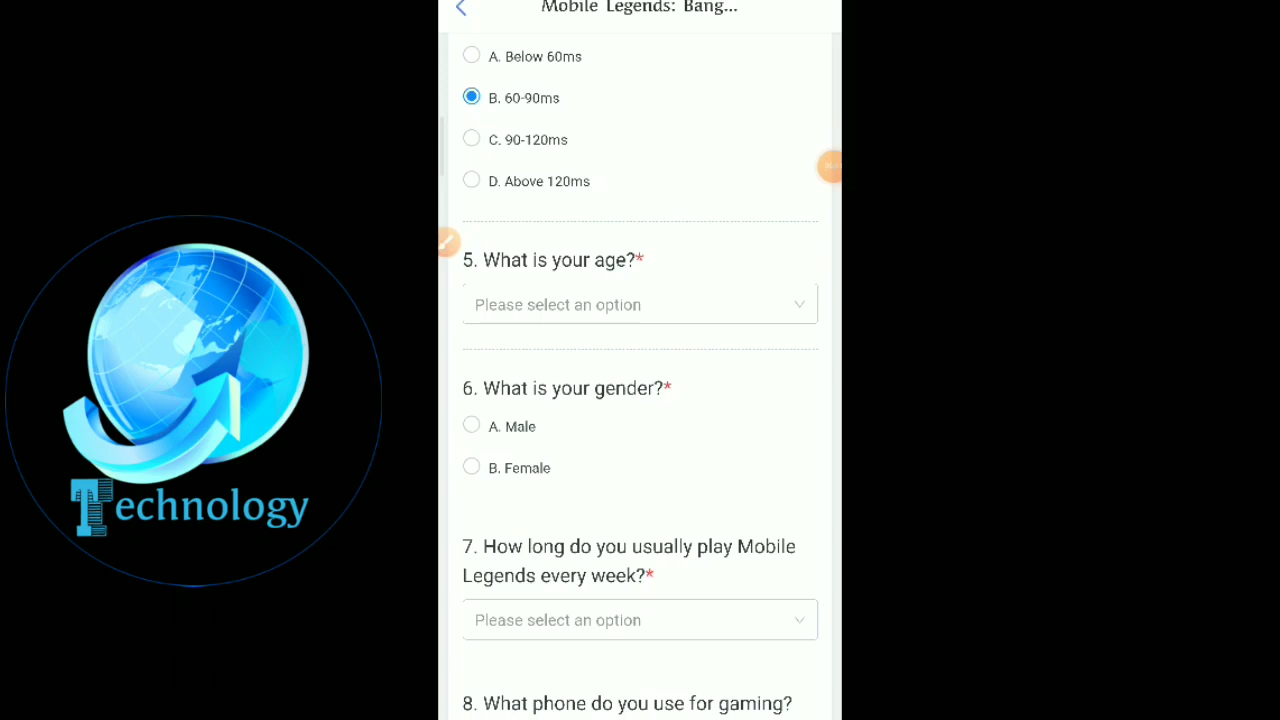 Mobile Legends: Bang...
A. Below 60ms
B. 60-90ms
C. 90-120ms
D. Above 120ms
5. What is your age?*
Please select an option
6. What is your gender?*
A. Male
B. Female
7. How long do you usually play Mobile
Legends every week?*
Please select an option
8. What phone do you use for gaming?
Technology